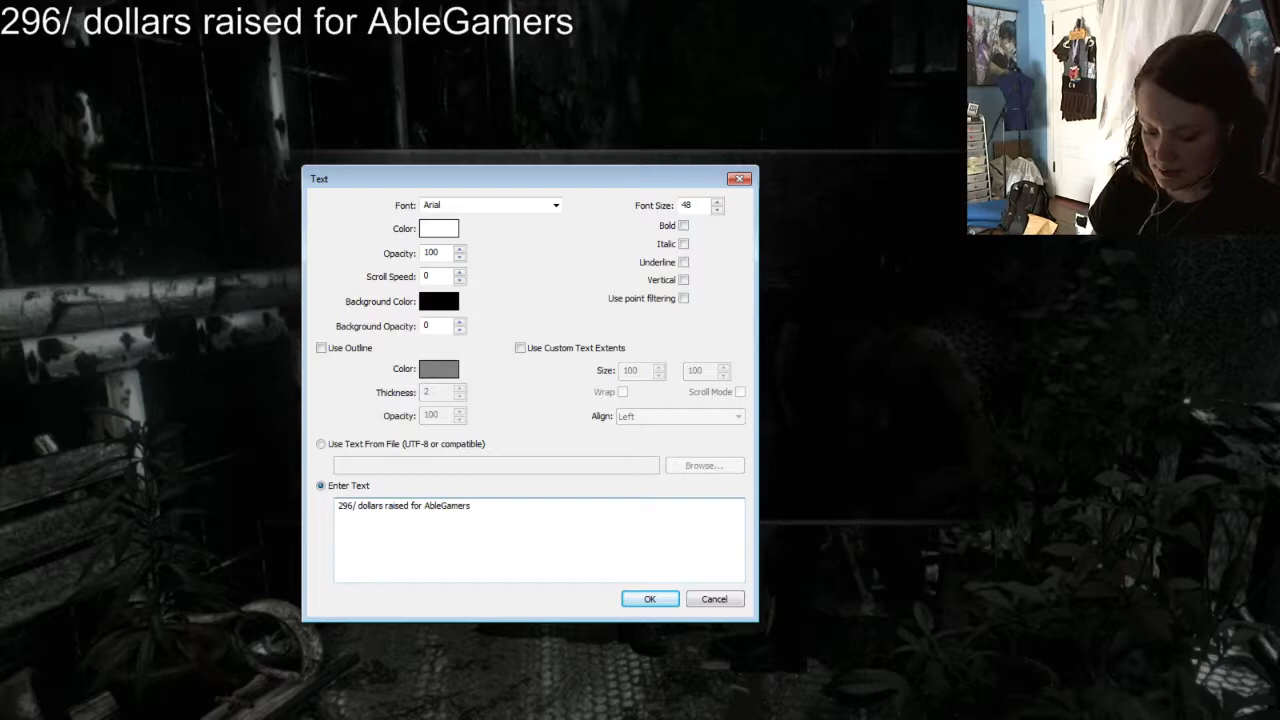 296/ dollars raised for AbleGamers
Text
Font: Arial
Font Size: 48
Color:
Bold
Opacity: 100
Italic
Scroll Speed: 0
Underline
Vertical
Background Color:
Use point filtering
Background Opacity: 0
Use Outline
Use Custom Text Extents
Color:
Size: 100 100
Thickness: 2
Wrap
Scroll Mode
Opacity: 100
Align: Left
Use Text From File (UTF-8 or compatible)
Browse...
Enter Text
296/ dollars raised for AbleGamers
OK
Cancel